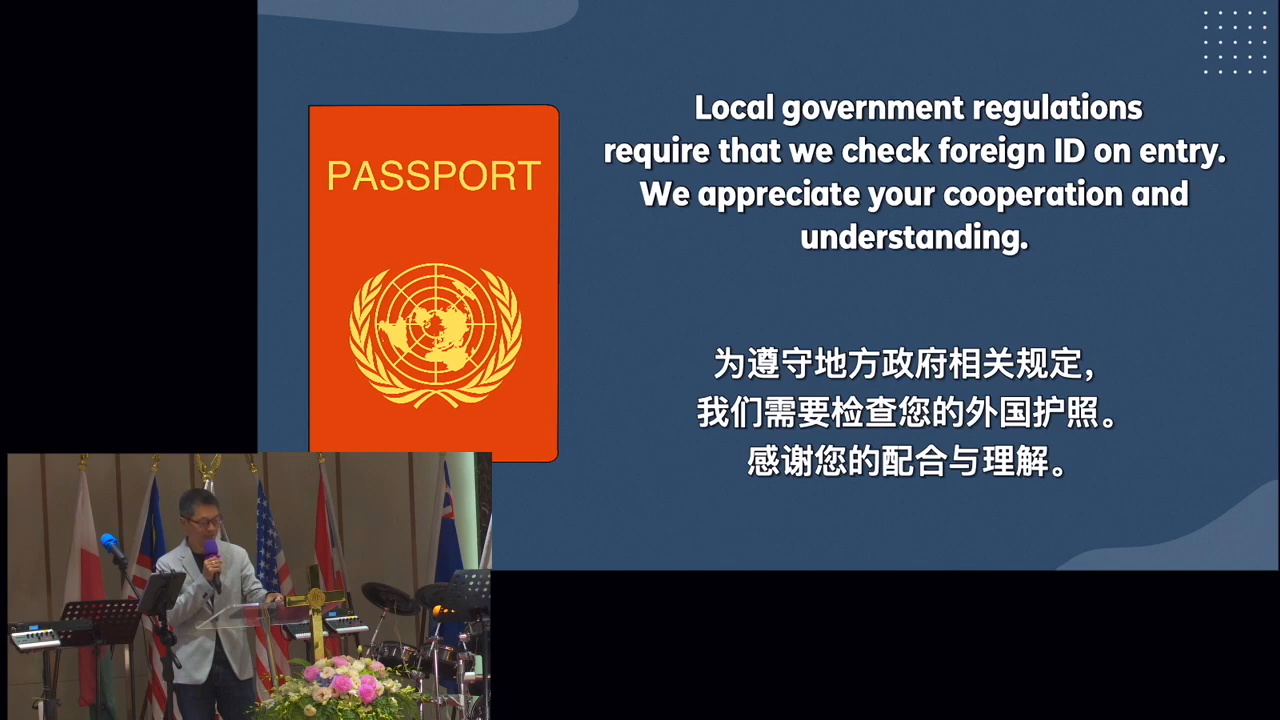 PASSPORT
Local government regulations
require that we check foreign ID on entry.
We appreciate your cooperation and
understanding.
为遵守地方政府相关规定,
我们需要检查您的外国护照。
感谢您的配合与理解。